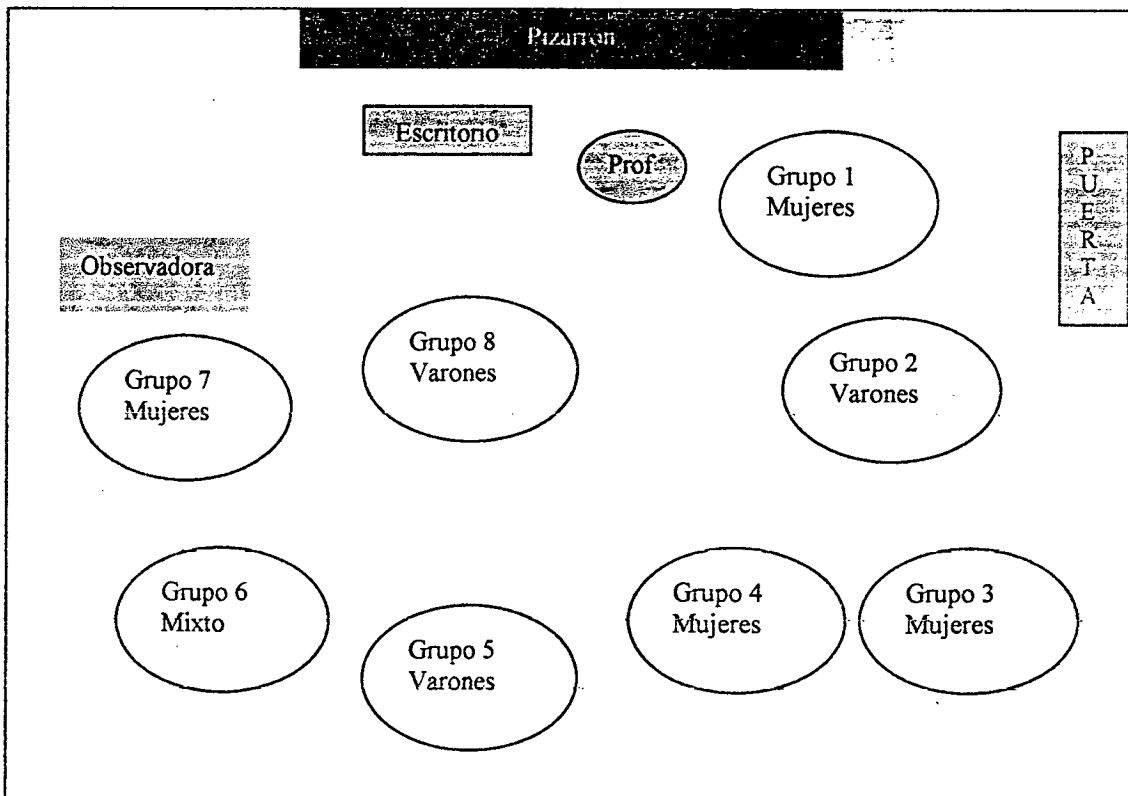 Pizarron
Escritorio
Prof
Grupo 1
Mujeres
P
U
E
R
T
A
Observadora
Grupo 8
Varones
Grupo 2
Varones
Grupo 7
Mujeres
Grupo 6
Mixto
Grupo 4
Mujeres
Grupo 3
Mujeres
Grupo 5
Varones